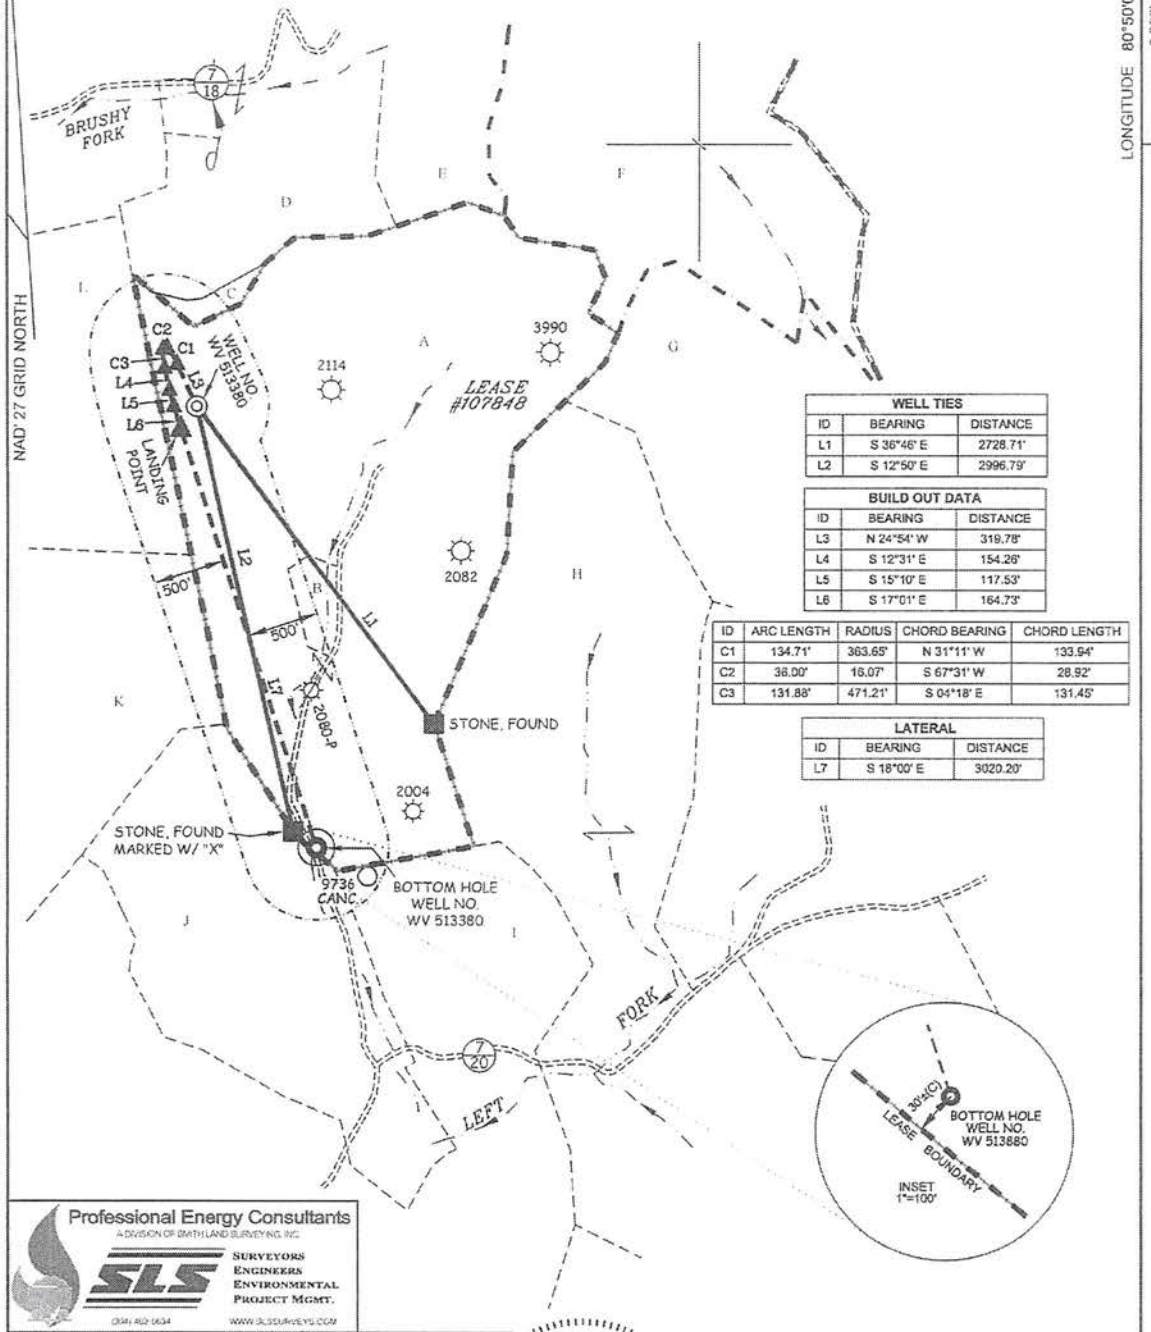 LONGITUDE 80°50'0
NAD' 27 GRID NORTH
7
18
BRUSHY
FORK
D
E
F
L
C
C2
C1
C3
L4
L5
L6
L3
WELL NO.
WV 513380
LANDING
POINT
2114
A
3990
LEASE
#107848
G
WELL TIES
ID BEARING DISTANCE
L1 S 36°46' E 2728.71'
L2 S 12°50' E 2996.79'
BUILD OUT DATA
ID BEARING DISTANCE
L3 N 24°54' W 319.78'
L4 S 12°31' E 154.26'
L5 S 15°10' E 117.53'
L6 S 17°01' E 164.73'
ID ARC LENGTH RADIUS CHORD BEARING CHORD LENGTH
C1 134.71' 363.65' N 31°11' W 133.94'
C2 36.00' 16.07' S 67°31' W 28.92'
C3 131.88' 471.21' S 04°18' E 131.45'
LATERAL
ID BEARING DISTANCE
L7 S 18°00' E 3020.20'
2082
H
L2
B
500'
500'
L1
K
L7
2080-P
STONE, FOUND
2004
STONE, FOUND
MARKED W/ "X"
9736
CANC.
BOTTOM HOLE
WELL NO.
WV 513380
J
I
FORK
7
20
LEFT
30'±(C)
LEASE BOUNDARY
BOTTOM HOLE
WELL NO.
WV 513880
INSET
1"=100'
Professional Energy Consultants
A DIVISION OF SMITH LAND SURVEYING, INC.
SLS
SURVEYORS
ENGINEERS
ENVIRONMENTAL
PROJECT MGMT.
(304) 462-5634
WWW.SLSSURVEYS.COM